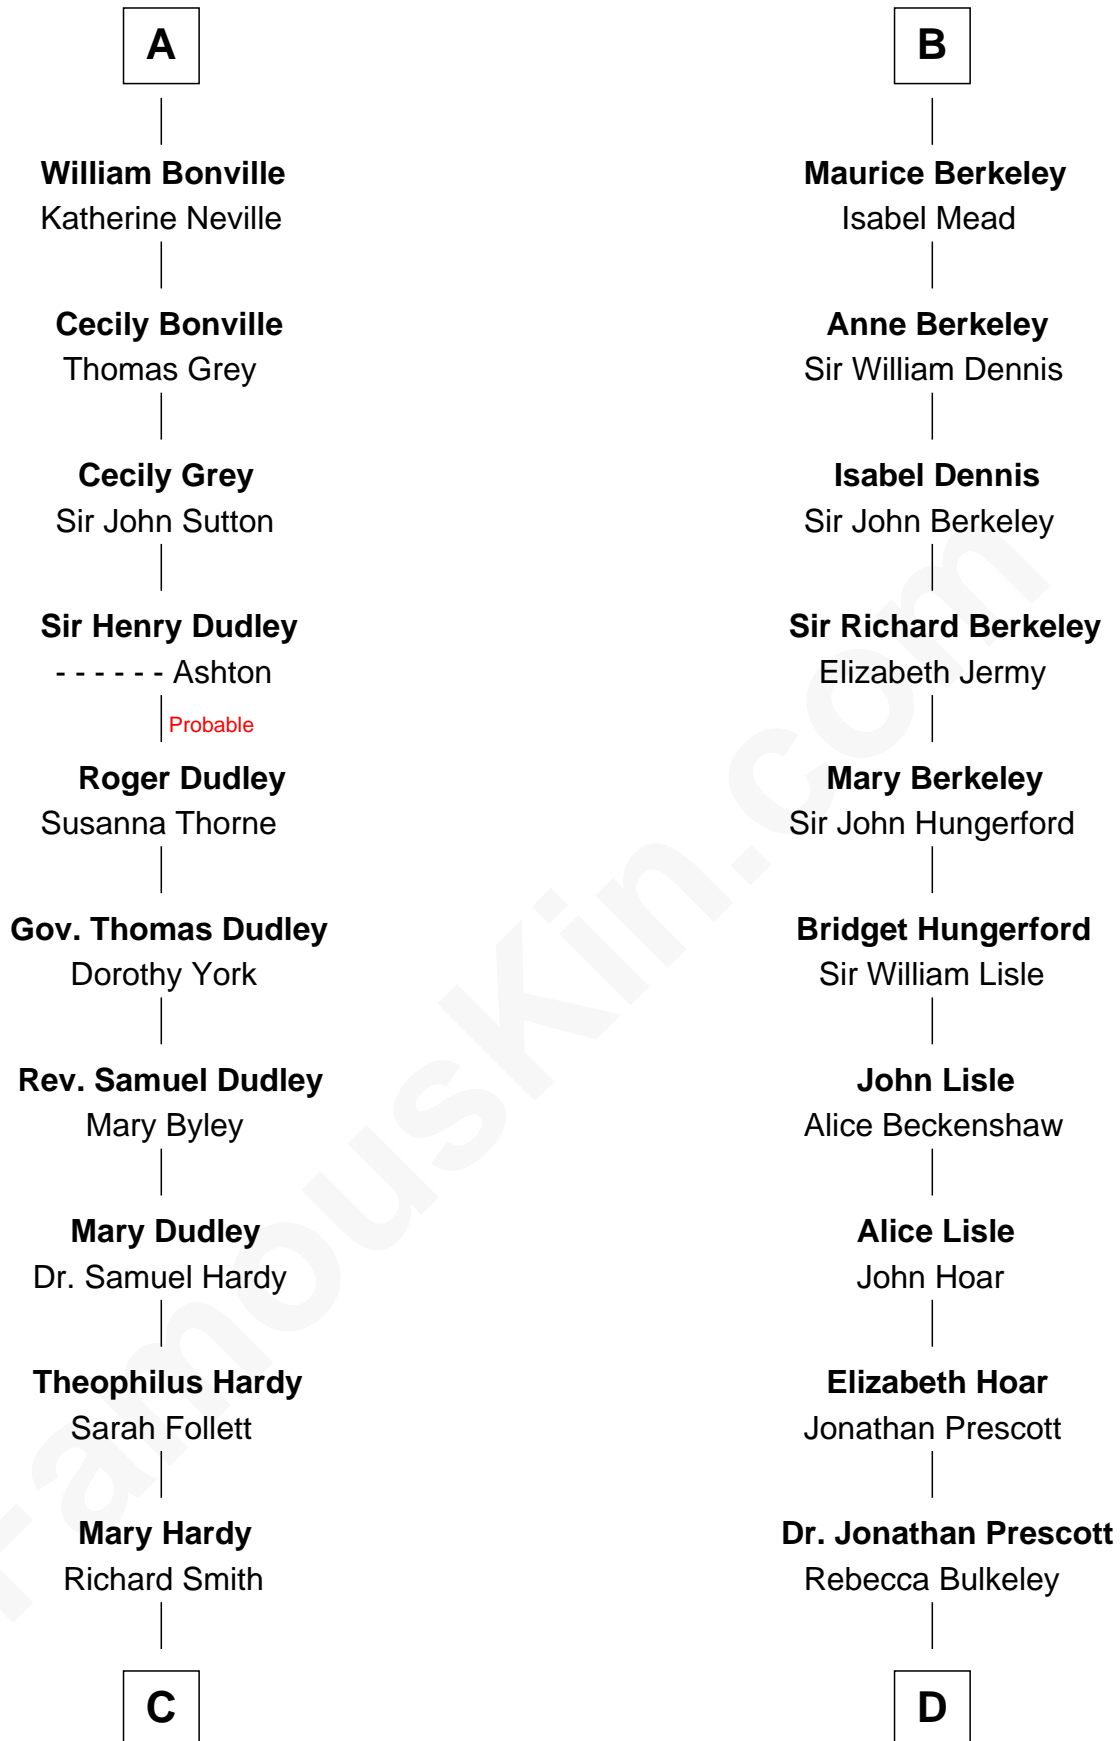 A
William Bonville
Katherine Neville
Cecily Bonville
Thomas Grey
Cecily Grey
Sir John Sutton
Sir Henry Dudley
- - - - - - Ashton
Probable
Roger Dudley
Susanna Thorne
Gov. Thomas Dudley
Dorothy York
Rev. Samuel Dudley
Mary Byley
Mary Dudley
Dr. Samuel Hardy
Theophilus Hardy
Sarah Follett
Mary Hardy
Richard Smith
C
B
Maurice Berkeley
Isabel Mead
Anne Berkeley
Sir William Dennis
Isabel Dennis
Sir John Berkeley
Sir Richard Berkeley
Elizabeth Jermy
Mary Berkeley
Sir John Hungerford
Bridget Hungerford
Sir William Lisle
John Lisle
Alice Beckenshaw
Alice Lisle
John Hoar
Elizabeth Hoar
Jonathan Prescott
Dr. Jonathan Prescott
Rebecca Bulkeley
D
FamousKin.com